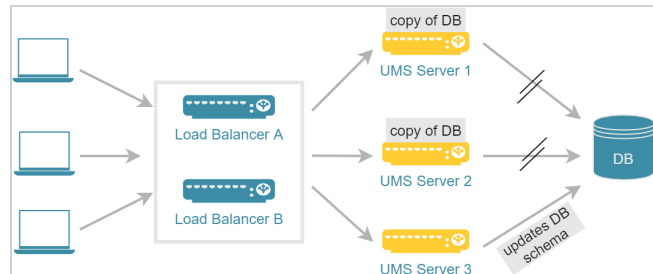 copy of DB
UMS Server 1
Load Balancer A
copy of DB
UMS Server 2
DB
Load Balancer B
UMS Server 3
updates DB
schema